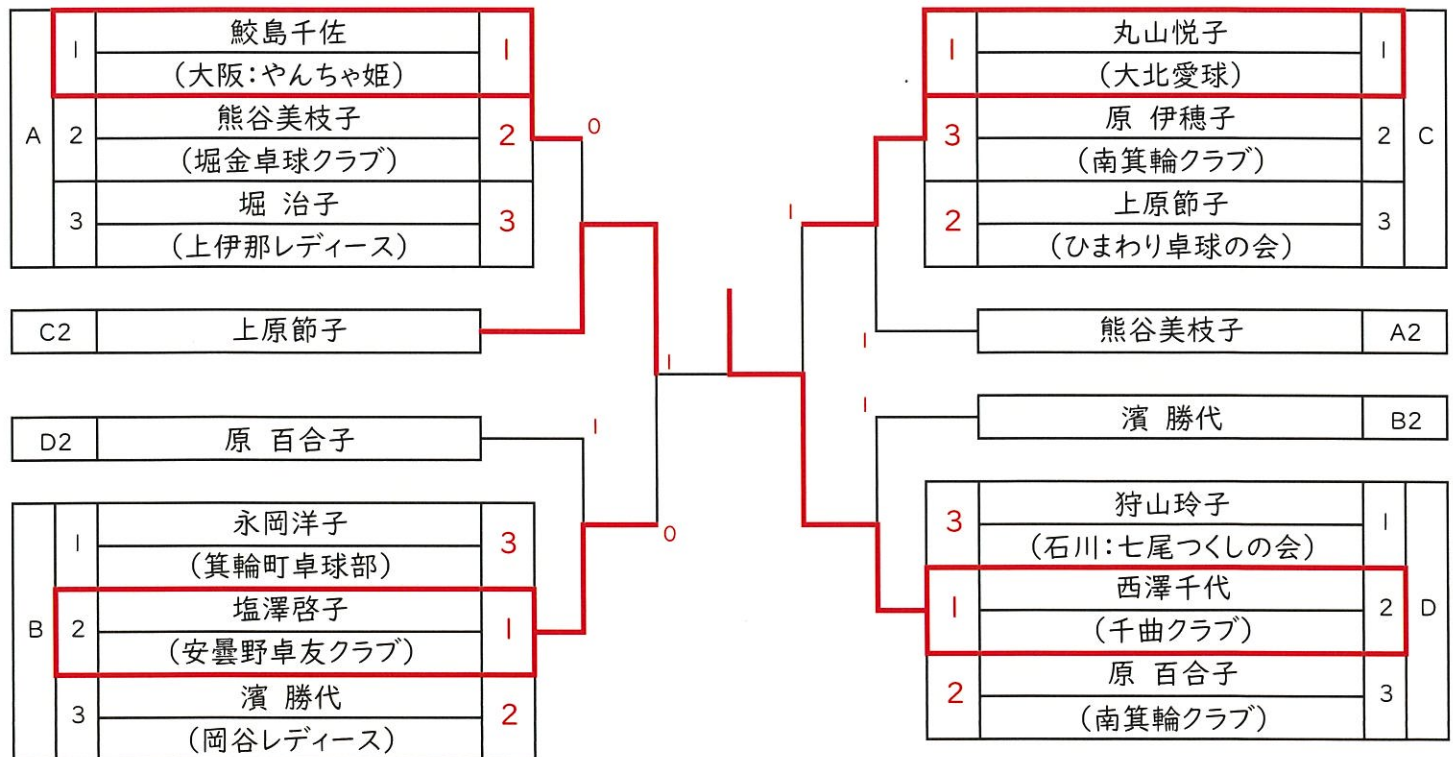 A
1 鮫島千佐 1
(大阪:やんちゃ姫)
2 熊谷美枝子 2
(堀金卓球クラブ)
3 堀 治子 3
(上伊那レディース)
0
C2 上原節子
1
D2 原 百合子
1
0
B
1 永岡洋子 3
(箕輪町卓球部)
2 塩澤啓子 1
(安曇野卓友クラブ)
3 濱 勝代 2
(岡谷レディース)
1 丸山悦子 1
(大北愛球)
3 原 伊穂子 2
(南箕輪クラブ)
2 上原節子 3
(ひまわり卓球の会)
C
1
熊谷美枝子 A2
1
濱 勝代 B2
1
3 狩山玲子 1
(石川:七尾つくしの会)
1 西澤千代 2
(千曲クラブ)
2 原 百合子 3
(南箕輪クラブ)
D